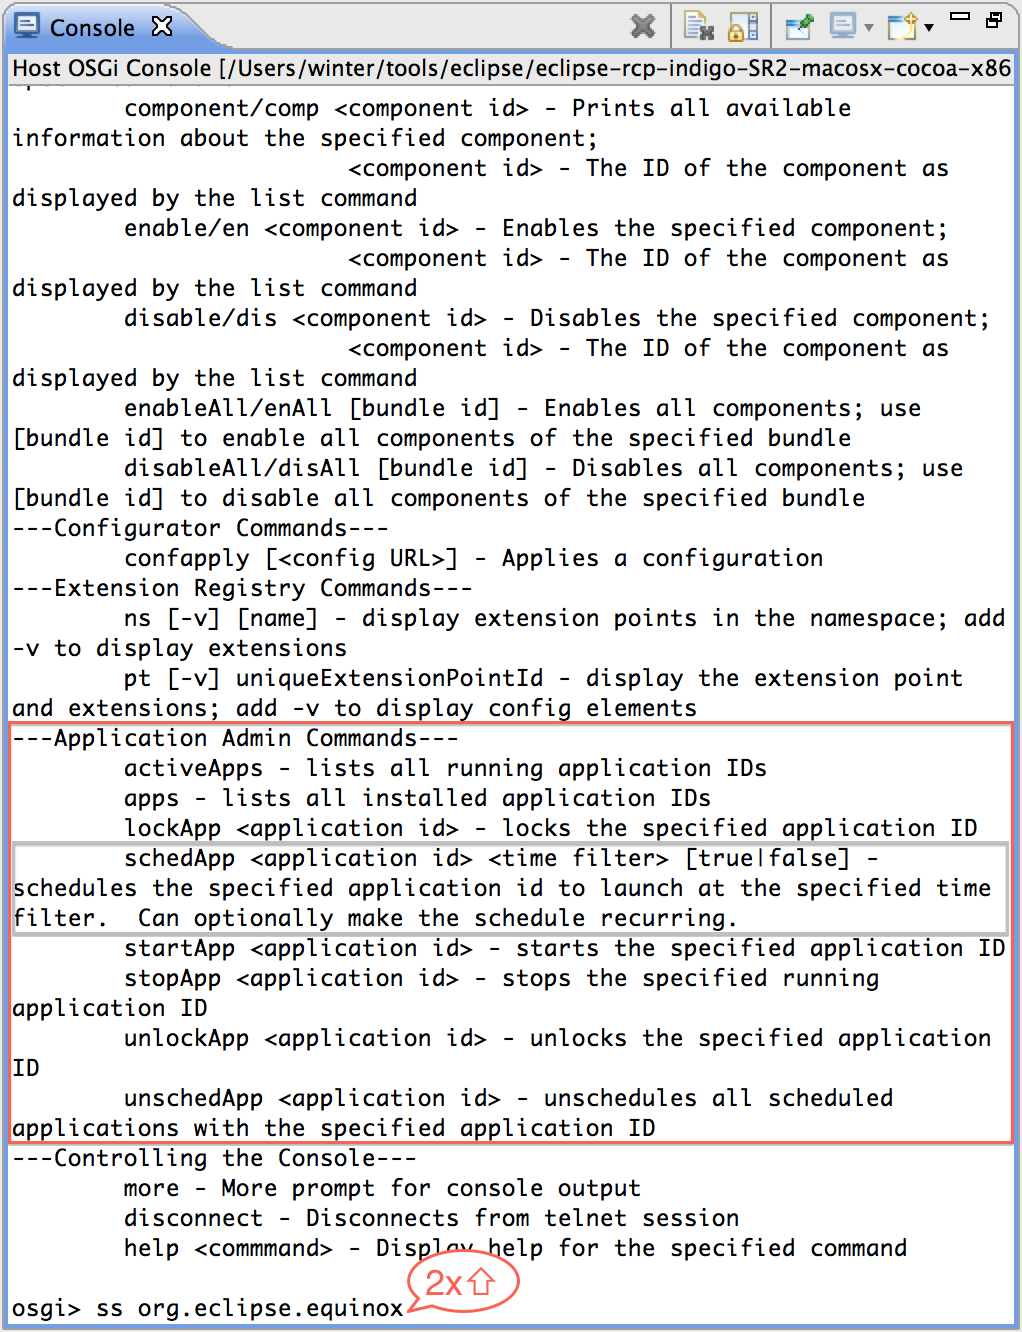 Console
Host OSGi Console [/Users/winter/tools/eclipse/eclipse-rcp-indigo-SR2-macosx-cocoa-x86
component/comp <component id> - Prints all available
information about the specified component;
<component id> - The ID of the component as
displayed by the list command
enable/en <component id> - Enables the specified component;
<component id> - The ID of the component as
displayed by the list command
disable/dis <component id> - Disables the specified component;
<component id> - The ID of the component as
displayed by the list command
enableAll/enAll [bundle id] - Enables all components; use
[bundle id] to enable all components of the specified bundle
disableAll/disAll [bundle id] - Disables all components; use
[bundle id] to disable all components of the specified bundle
---Configurator Commands---
confapply [<config URL>] - Applies a configuration
---Extension Registry Commands---
ns [-v] [name] - display extension points in the namespace; add
-v to display extensions
pt [-v] uniqueExtensionPointId - display the extension point
and extensions; add -v to display config elements
---Application Admin Commands---
activeApps - lists all running application IDs
apps - lists all installed application IDs
lockApp <application id> - locks the specified application ID
schedApp <application id> <time filter> [true|false] -
schedules the specified application id to launch at the specified time
filter.  Can optionally make the schedule recurring.
startApp <application id> - starts the specified application ID
stopApp <application id> - stops the specified running
application ID
unlockApp <application id> - unlocks the specified application
ID
unschedApp <application id> - unschedules all scheduled
applications with the specified application ID
---Controlling the Console---
more - More prompt for console output
disconnect - Disconnects from telnet session
help <commmand> - Display help for the specified command
2x⇧
osgi> ss org.eclipse.equinox